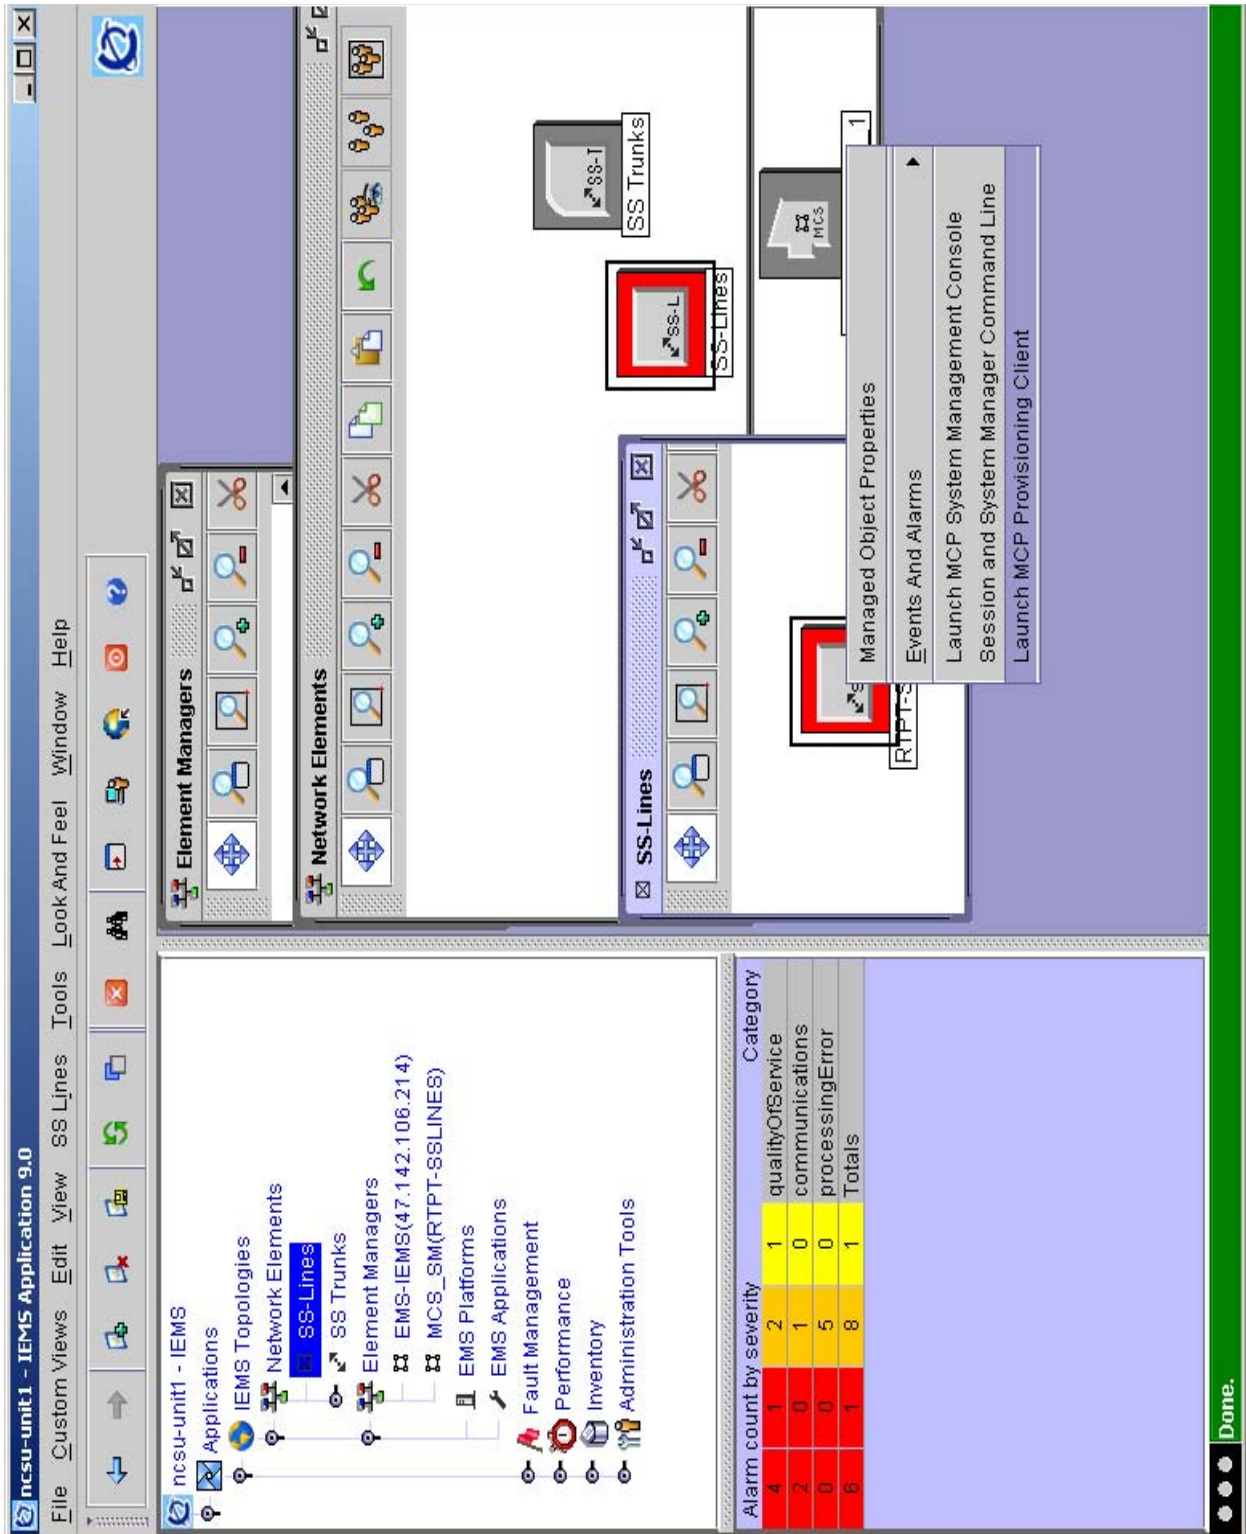 ncsu-unit1 - IEMS Application 9.0
File Custom Views Edit View SS Lines Tools Look And Feel Window Help
ncsu-unit1 - IEMS
Applications
IEMS Topologies
Network Elements
SS-Lines
SS Trunks
Element Managers
EMS-IEMS(47.142.106.214)
MCS_SM(RTPT-SSLINES)
EMS Platforms
EMS Applications
Fault Management
Performance
Inventory
Administration Tools
Alarm count by severity Category
4 1 2 1 qualityOfService
2 0 1 0 communications
0 0 5 0 processingError
6 1 8 1 Totals
Element Managers
Network Elements
SS-T
SS Trunks
SS-L
SS-Lines
MCS
1
SS-Lines
RTPT-S
Managed Object Properties
Events And Alarms
Launch MCP System Management Console
Session and System Manager Command Line
Launch MCP Provisioning Client
Done.